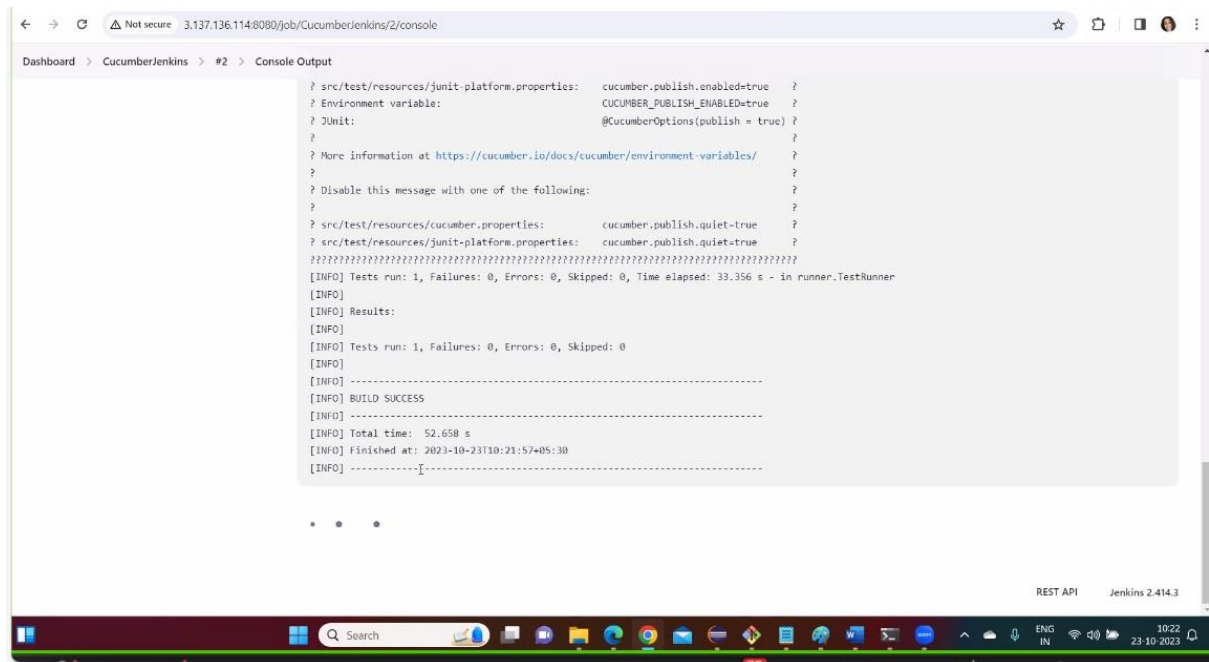 Not secure 3.137.136.114:8080/job/CucumberJenkins/2/console
Dashboard > CucumberJenkins > #2 > Console Output
? src/test/resources/junit-platform.properties: cucumber.publish.enabled=true ?
? Environment variable: CUCUMBER_PUBLISH_ENABLED=true ?
? JUnit: @CucumberOptions(publish = true) ?
? ?
? More information at https://cucumber.io/docs/cucumber/environment-variables/ ?
? ?
? Disable this message with one of the following: ?
? ?
? src/test/resources/cucumber.properties: cucumber.publish.quiet=true ?
? src/test/resources/junit-platform.properties: cucumber.publish.quiet=true ?
???????????????????????????????????????????????????????????????????????????????????
[INFO] Tests run: 1, Failures: 0, Errors: 0, Skipped: 0, Time elapsed: 33.356 s - in runner.TestRunner
[INFO]
[INFO] Results:
[INFO]
[INFO] Tests run: 1, Failures: 0, Errors: 0, Skipped: 0
[INFO]
[INFO] ------------------------------------------------------------------------
[INFO] BUILD SUCCESS
[INFO] ------------------------------------------------------------------------
[INFO] Total time: 52.658 s
[INFO] Finished at: 2023-10-23T10:21:57+05:30
[INFO] ------------------------------------------------------------------------
REST API Jenkins 2.414.3
Search
ENG 10:22
IN 23-10-2023